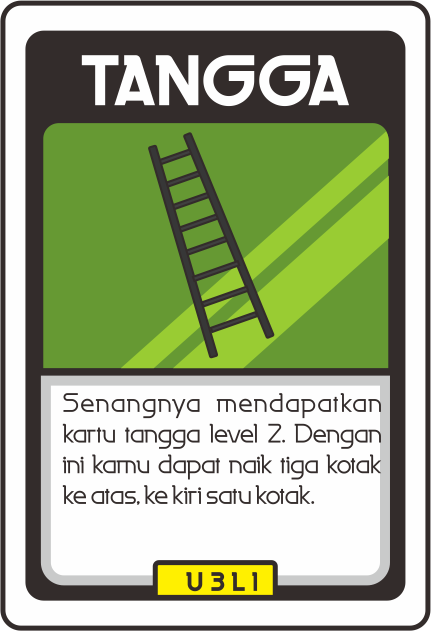 TANGGA
Senangnya mendapatkan
kartu tangga level 2. Dengan
ini kamu dapat naik tiga kotak
ke atas, ke kiri satu kotak.
U3L1